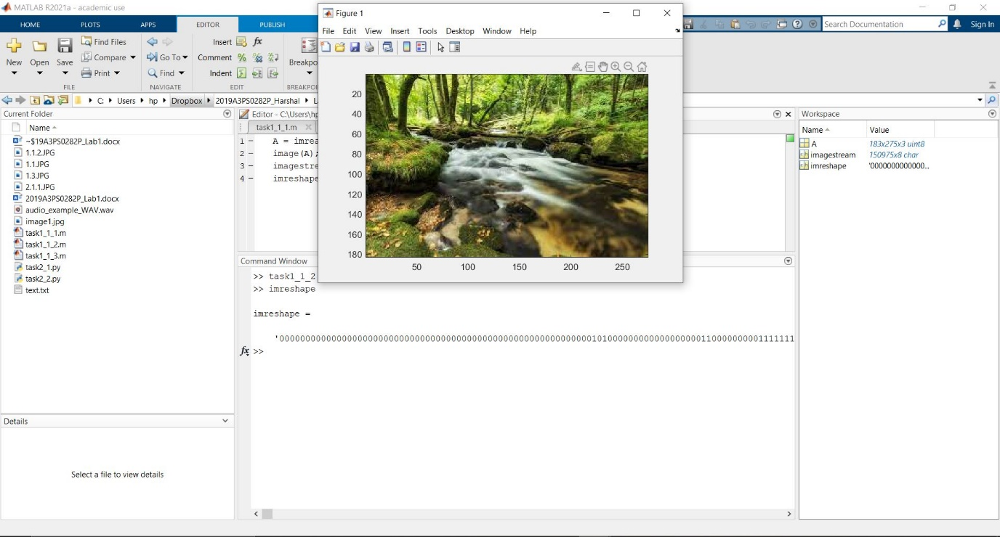 MATLAB R2021a - academic use
HOME PLOTS APPS EDITOR PUBLISH
Search Documentation
Sign In
New
Open
Save
Find Files
Compare
Print
FILE
Go To
Find
NAVIGATE
Insert fx
Comment
Indent
EDIT
Breakpo
BREAKPOI
C: Users hp Dropbox 2019A3PS0282P_Harshal
Current Folder
Name
~$19A3PS0282P_Lab1.docx
1.1.2.JPG
1.1.JPG
1.3.JPG
2.1.1.JPG
2019A3PS0282P_Lab1.docx
audio_example_WAV.wav
image1.jpg
task1_1_1.m
task1_1_2.m
task1_1_3.m
task2_1.py
task2_2.py
text.txt
Details
Select a file to view details
Editor - C:\Users\hp
task1_1_1.m
1 - A = imrea
2 - image(A);
3 - imagestre
4 - imreshape
Figure 1
File Edit View Insert Tools Desktop Window Help
20
40
60
80
100
120
140
160
180
50 100 150 200 250
Command Window
>> task1_1_2
>> imreshape
imreshape =
fx >>
Workspace
Name Value
A 183x275x3 uint8
imagestream 150975x8 char
imreshape '0000000000000...